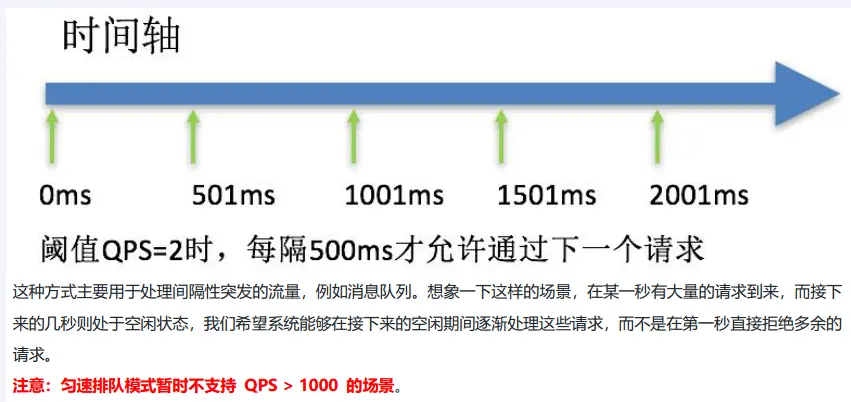 时间轴
0ms 501ms 1001ms 1501ms 2001ms
阈值QPS=2时，每隔500ms才允许通过下一个请求
这种方式主要用于处理间隔性突发的流量，例如消息队列。想象一下这样的场景，在某一秒有大量的请求到来，而接下
来的几秒则处于空闲状态，我们希望系统能够在接下来的空闲期间逐渐处理这些请求，而不是在第一秒直接拒绝多余的
请求。
注意：匀速排队模式暂时不支持 QPS > 1000 的场景。